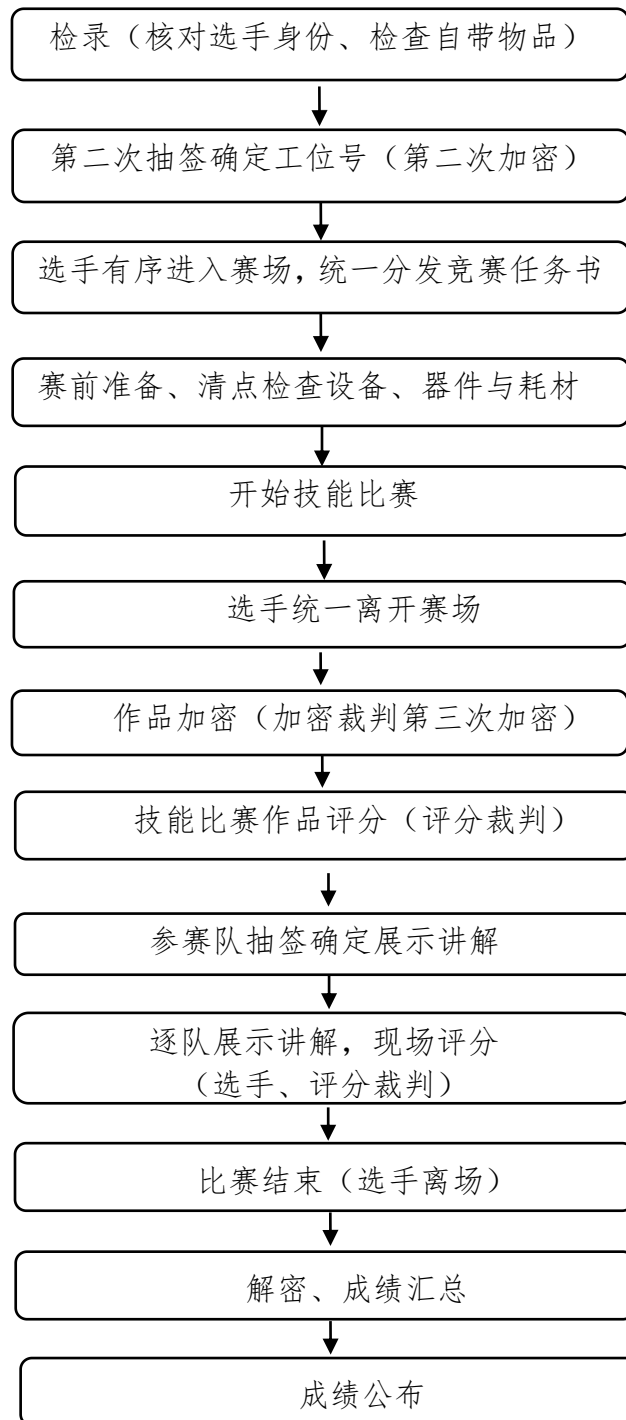 检录（核对选手身份、检查自带物品）
第二次抽签确定工位号（第二次加密）
选手有序进入赛场，统一分发竞赛任务书
赛前准备、清点检查设备、器件与耗材
开始技能比赛
选手统一离开赛场
作品加密（加密裁判第三次加密）
技能比赛作品评分（评分裁判）
参赛队抽签确定展示讲解
逐队展示讲解，现场评分
（选手、评分裁判）
比赛结束（选手离场）
解密、成绩汇总
成绩公布